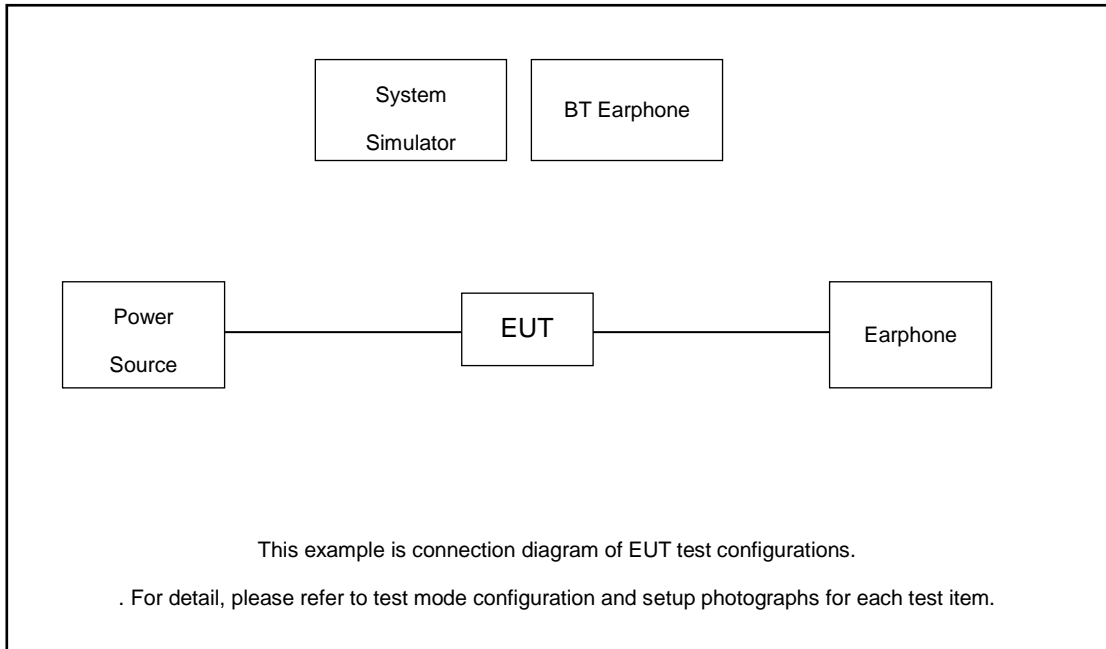 System
Simulator
BT Earphone
Power
Source
EUT
Earphone
This example is connection diagram of EUT test configurations.
. For detail, please refer to test mode configuration and setup photographs for each test item.